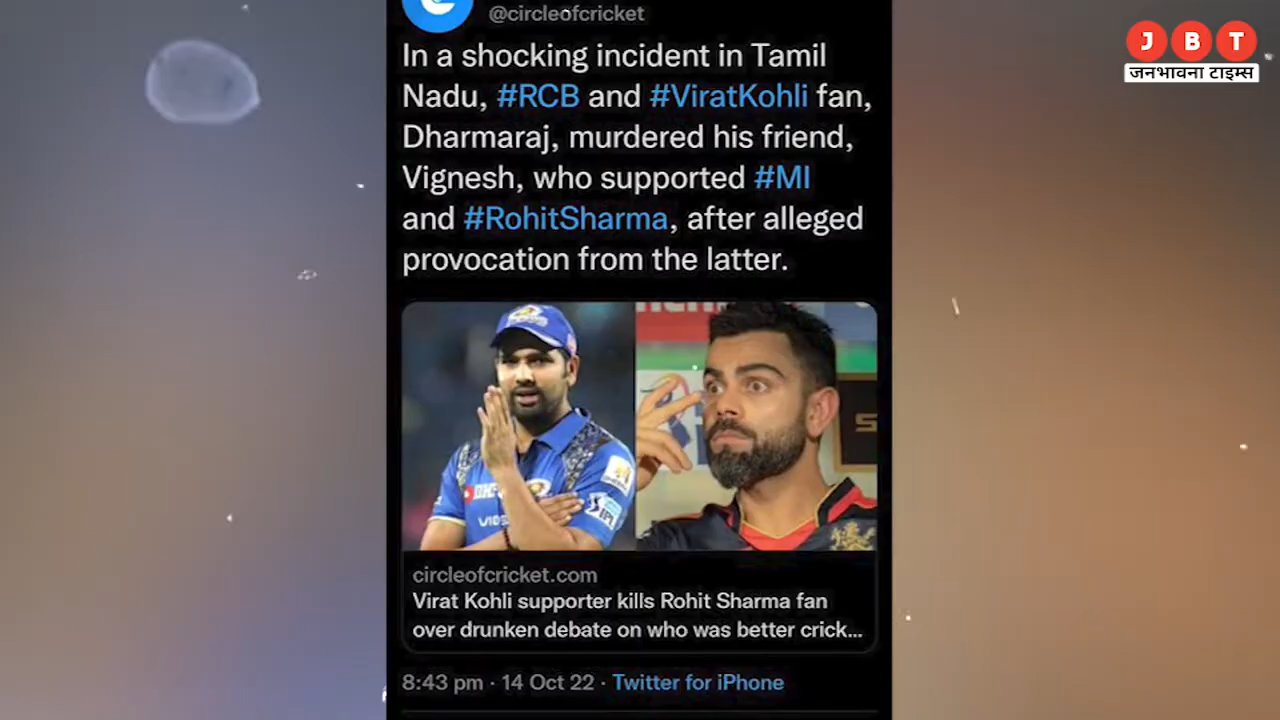 @circleofcricket
J B T
जनभावना टाइम्स
In a shocking incident in Tamil
Nadu, #RCB and #ViratKohli fan,
Dharmaraj, murdered his friend,
Vignesh, who supported #MI
and #RohitSharma, after alleged
provocation from the latter.
IPL
circleofcricket.com
Virat Kohli supporter kills Rohit Sharma fan
over drunken debate on who was better crick...
8:43 pm · 14 Oct 22 · Twitter for iPhone